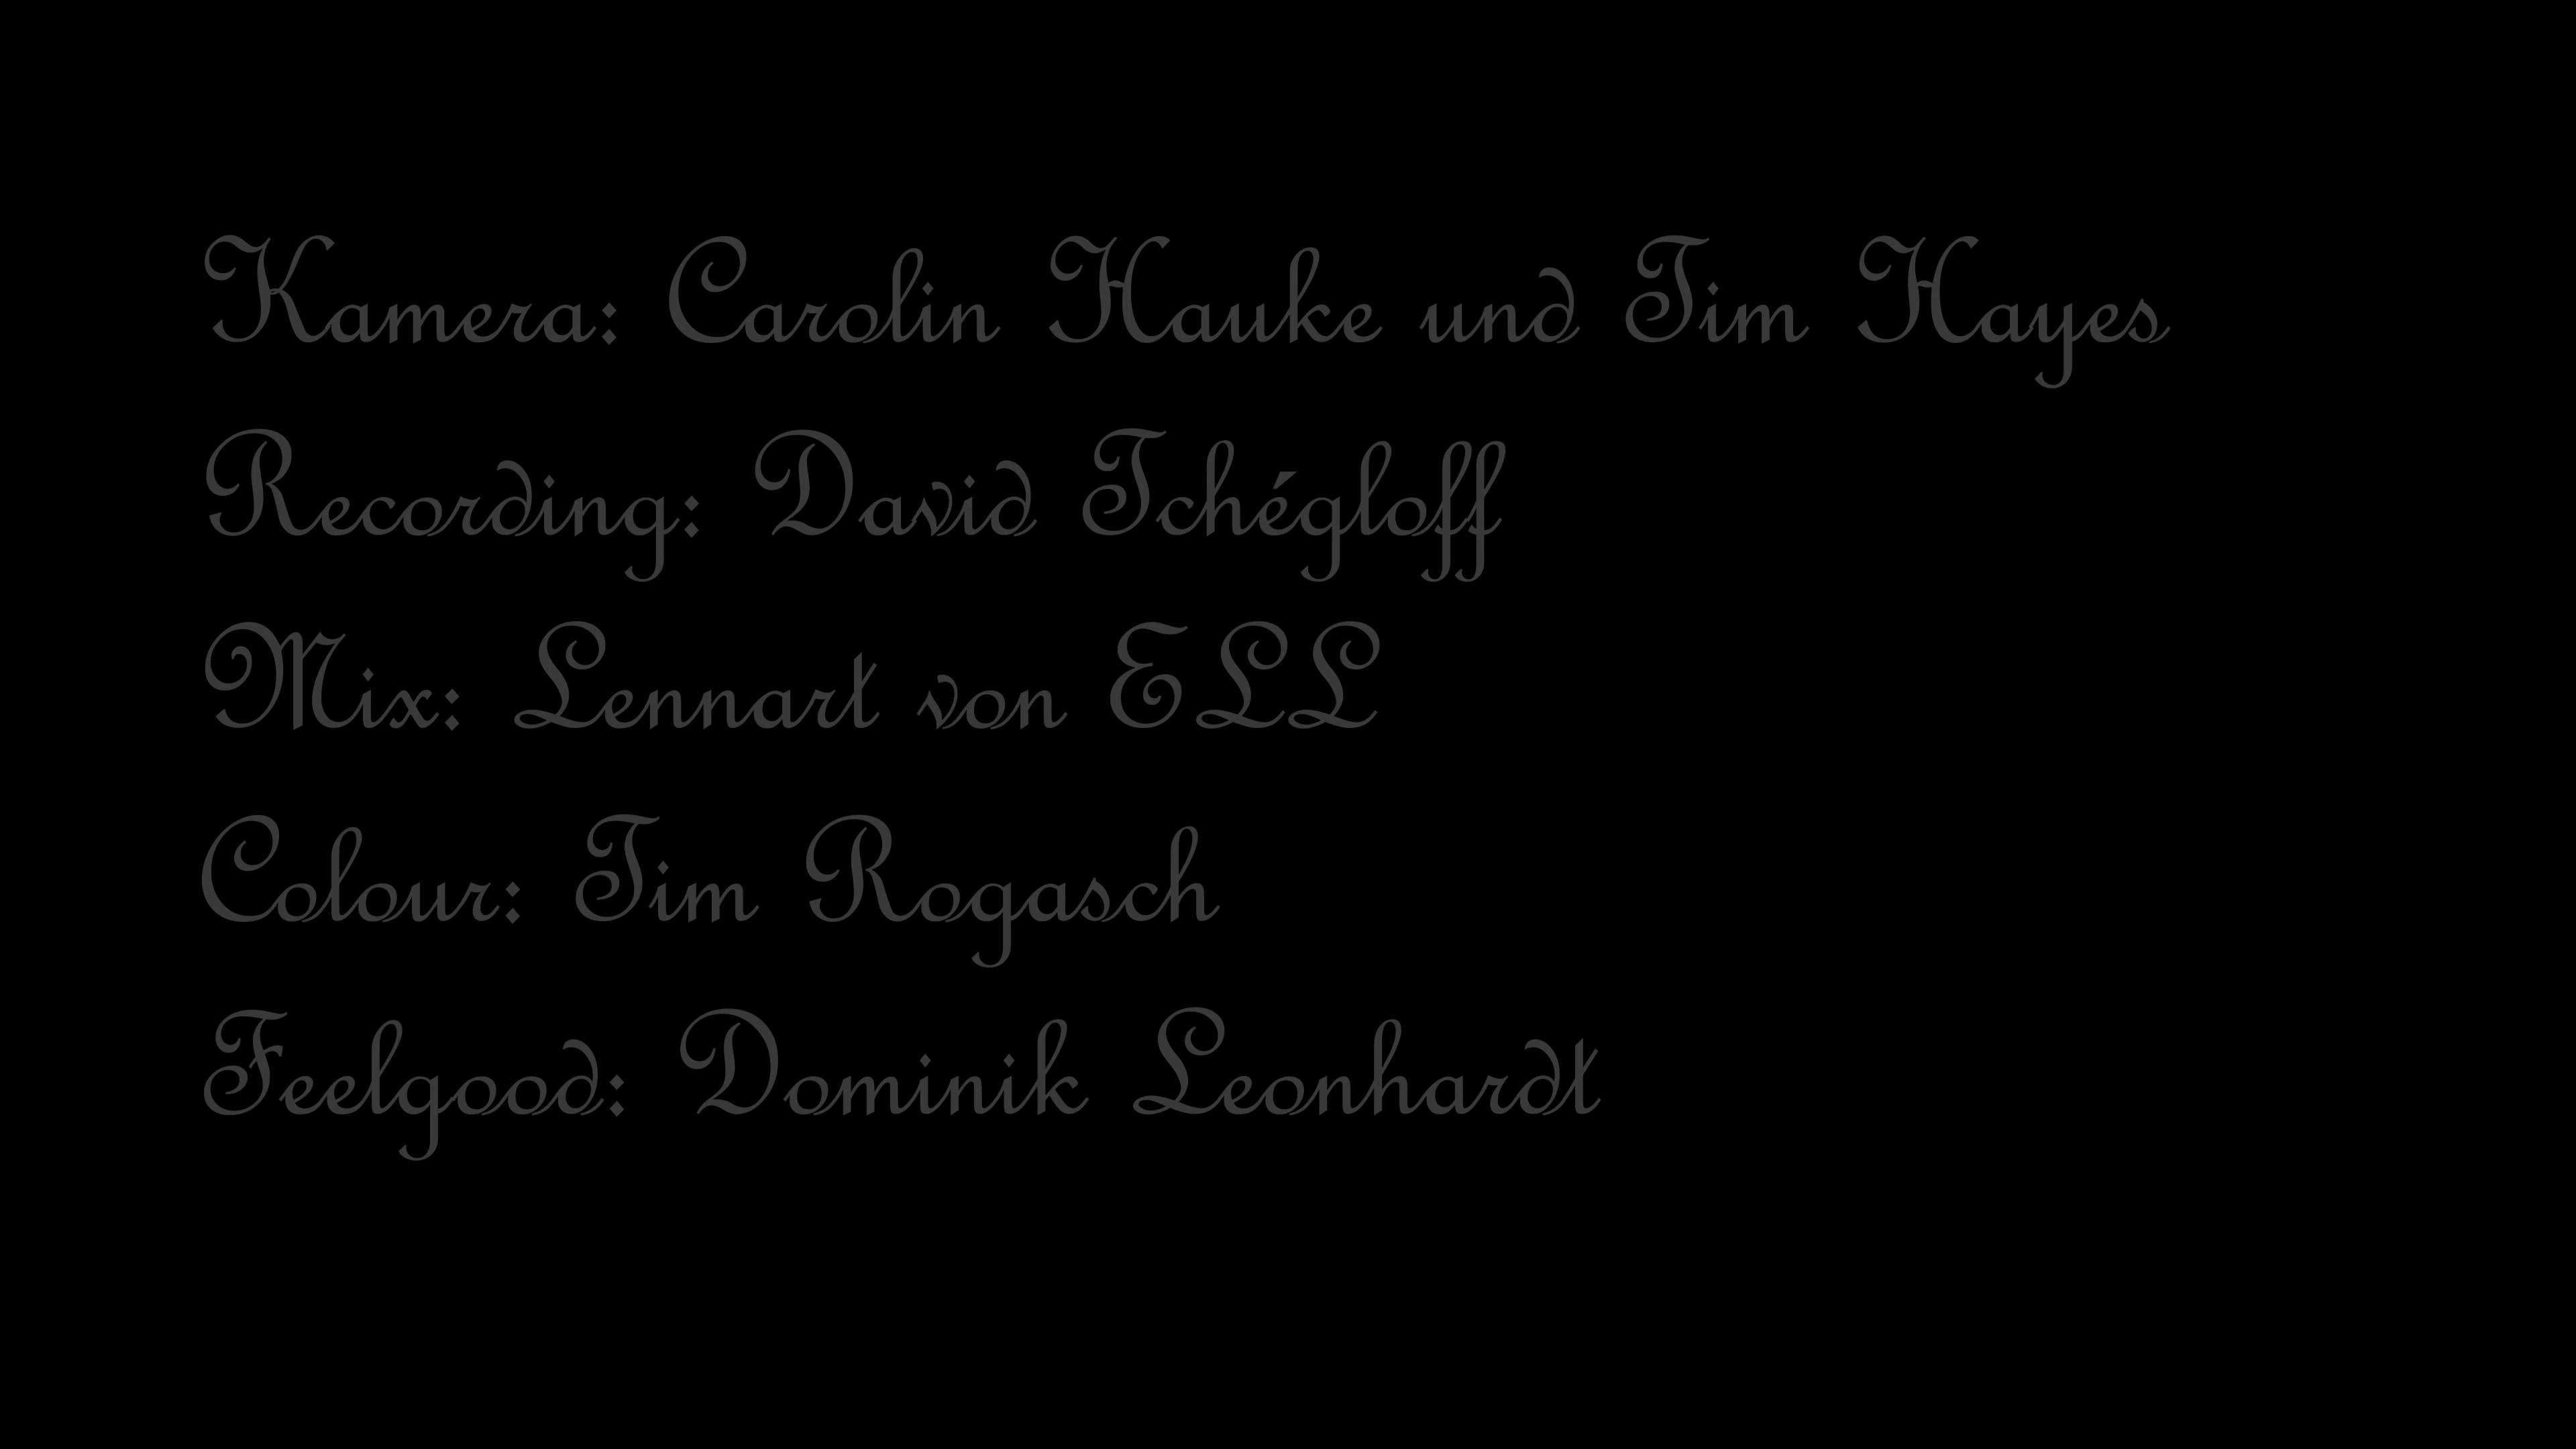 Kamera: Carolin Hauke und Tim Hayes
Recording: David Tchégloff
Mix: Lennart von ELL
Colour: Tim Rogasch
Feelgood: Dominik Leonhardt